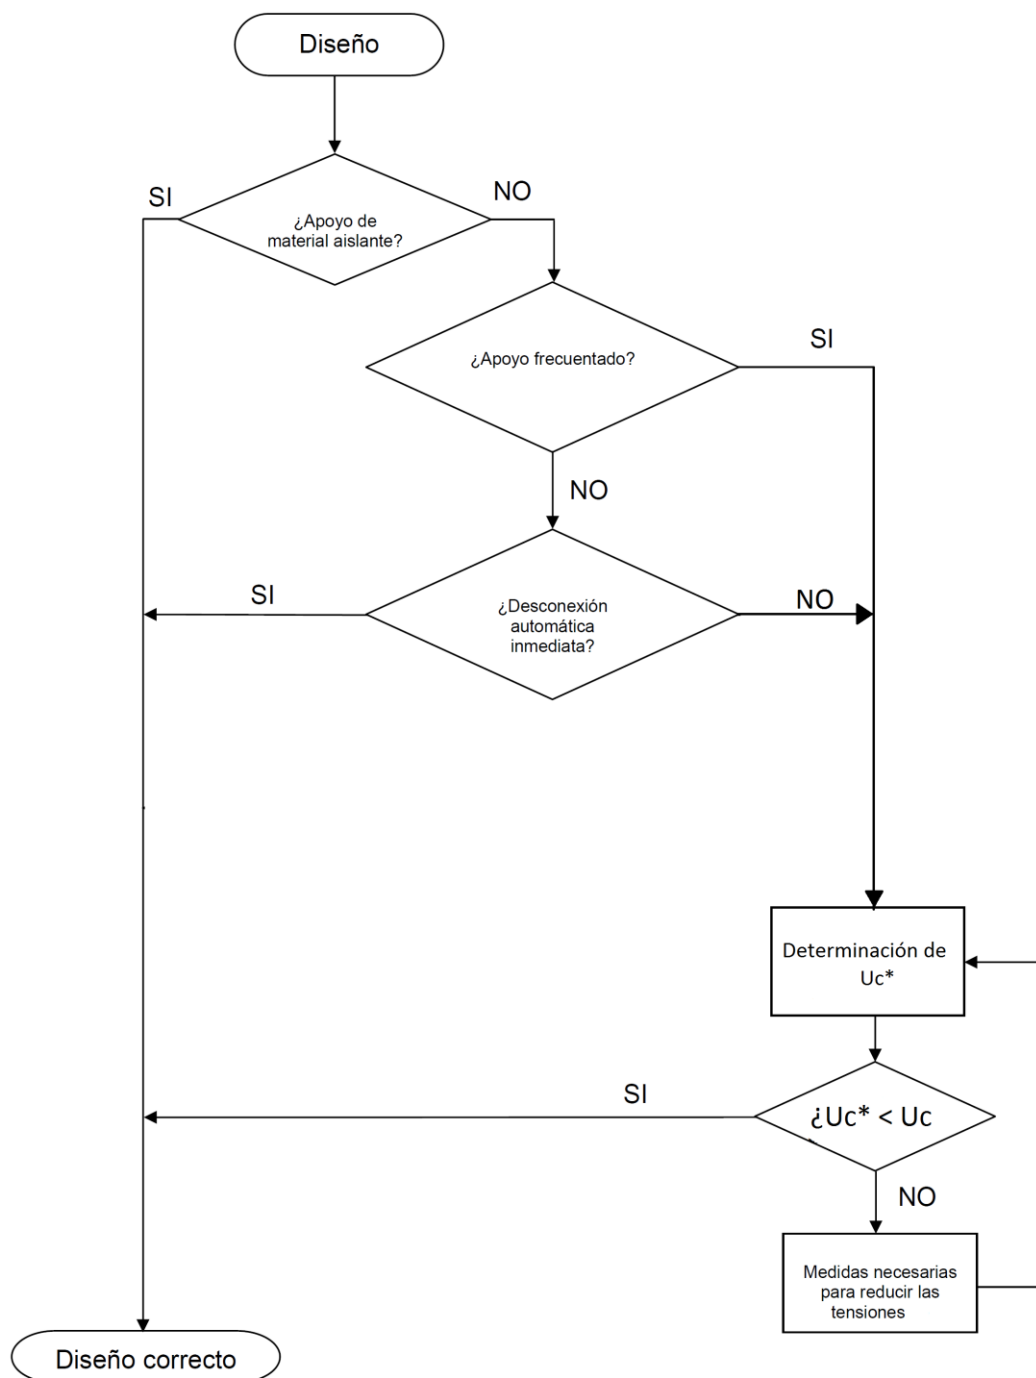 Diseño
SI
NO
¿Apoyo de
material aislante?
SI
¿Apoyo frecuentado?
NO
SI
NO
¿Desconexión
automática
inmediata?
Determinación de
Uc*
SI
¿Uc* < Uc
NO
Medidas necesarias
para reducir las
tensiones
Diseño correcto